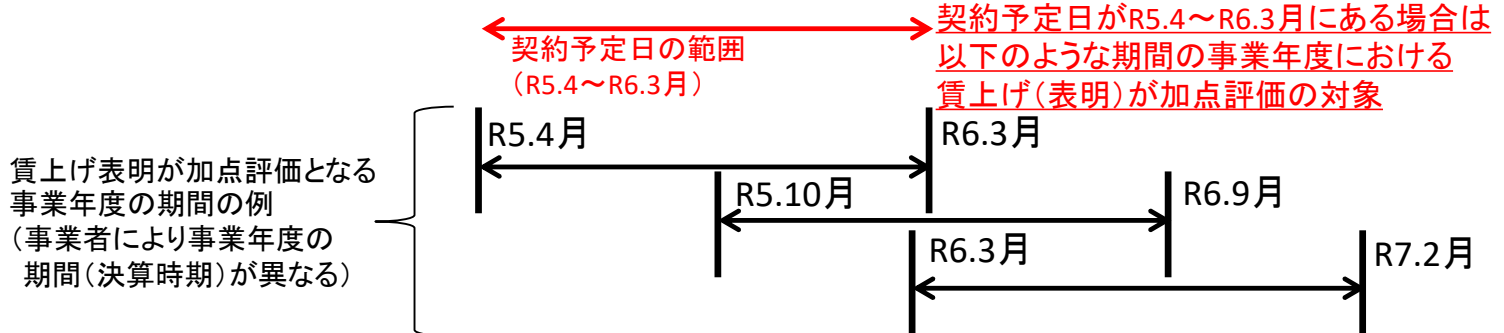 契約予定日の範囲
（R5.4～R6.3月）
契約予定日がR5.4～R6.3月にある場合は
以下のような期間の事業年度における
賃上げ（表明）が加点評価の対象
賃上げ表明が加点評価となる
事業年度の期間の例
（事業者により事業年度の
期間（決算時期）が異なる）
R5.4月
R6.3月
R5.10月
R6.9月
R6.3月
R7.2月